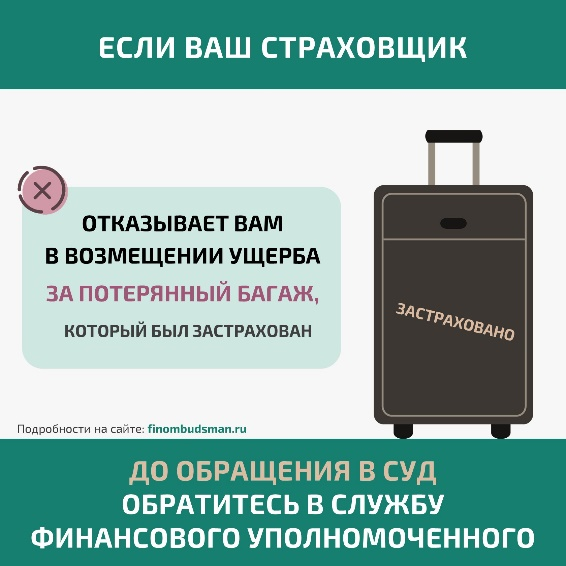 ЕСЛИ ВАШ СТРАХОВЩИК
ОТКАЗЫВАЕТ ВАМ
В ВОЗМЕЩЕНИИ УЩЕРБА
ЗА ПОТЕРЯННЫЙ БАГАЖ,
КОТОРЫЙ БЫЛ ЗАСТРАХОВАН
ЗАСТРАХОВАНО
Подробности на сайте: finombudsman.ru
ДО ОБРАЩЕНИЯ В СУД
ОБРАТИТЕСЬ В СЛУЖБУ
ФИНАНСОВОГО УПОЛНОМОЧЕННОГО